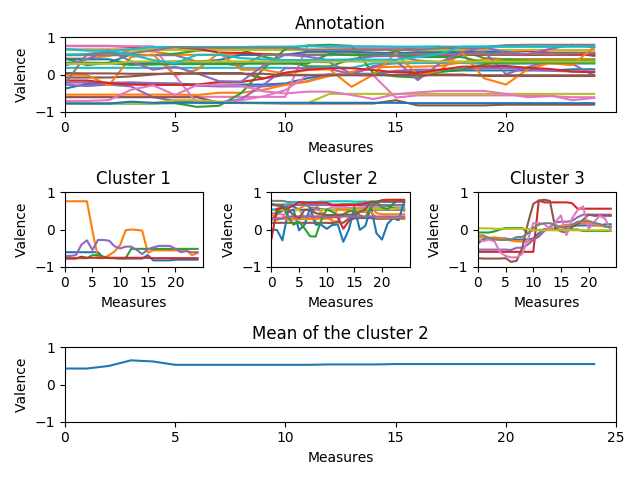 Annotation
Valence
1
0
−1
0 5 10 15 20
Measures
Cluster 1
Valence
1
0
−1
0 5 10 15 20
Measures
Cluster 2
Valence
1
0
−1
0 5 10 15 20
Measures
Cluster 3
Valence
1
0
−1
0 5 10 15 20
Measures
Mean of the cluster 2
Valence
1
0
−1
0 5 10 15 20 25
Measures